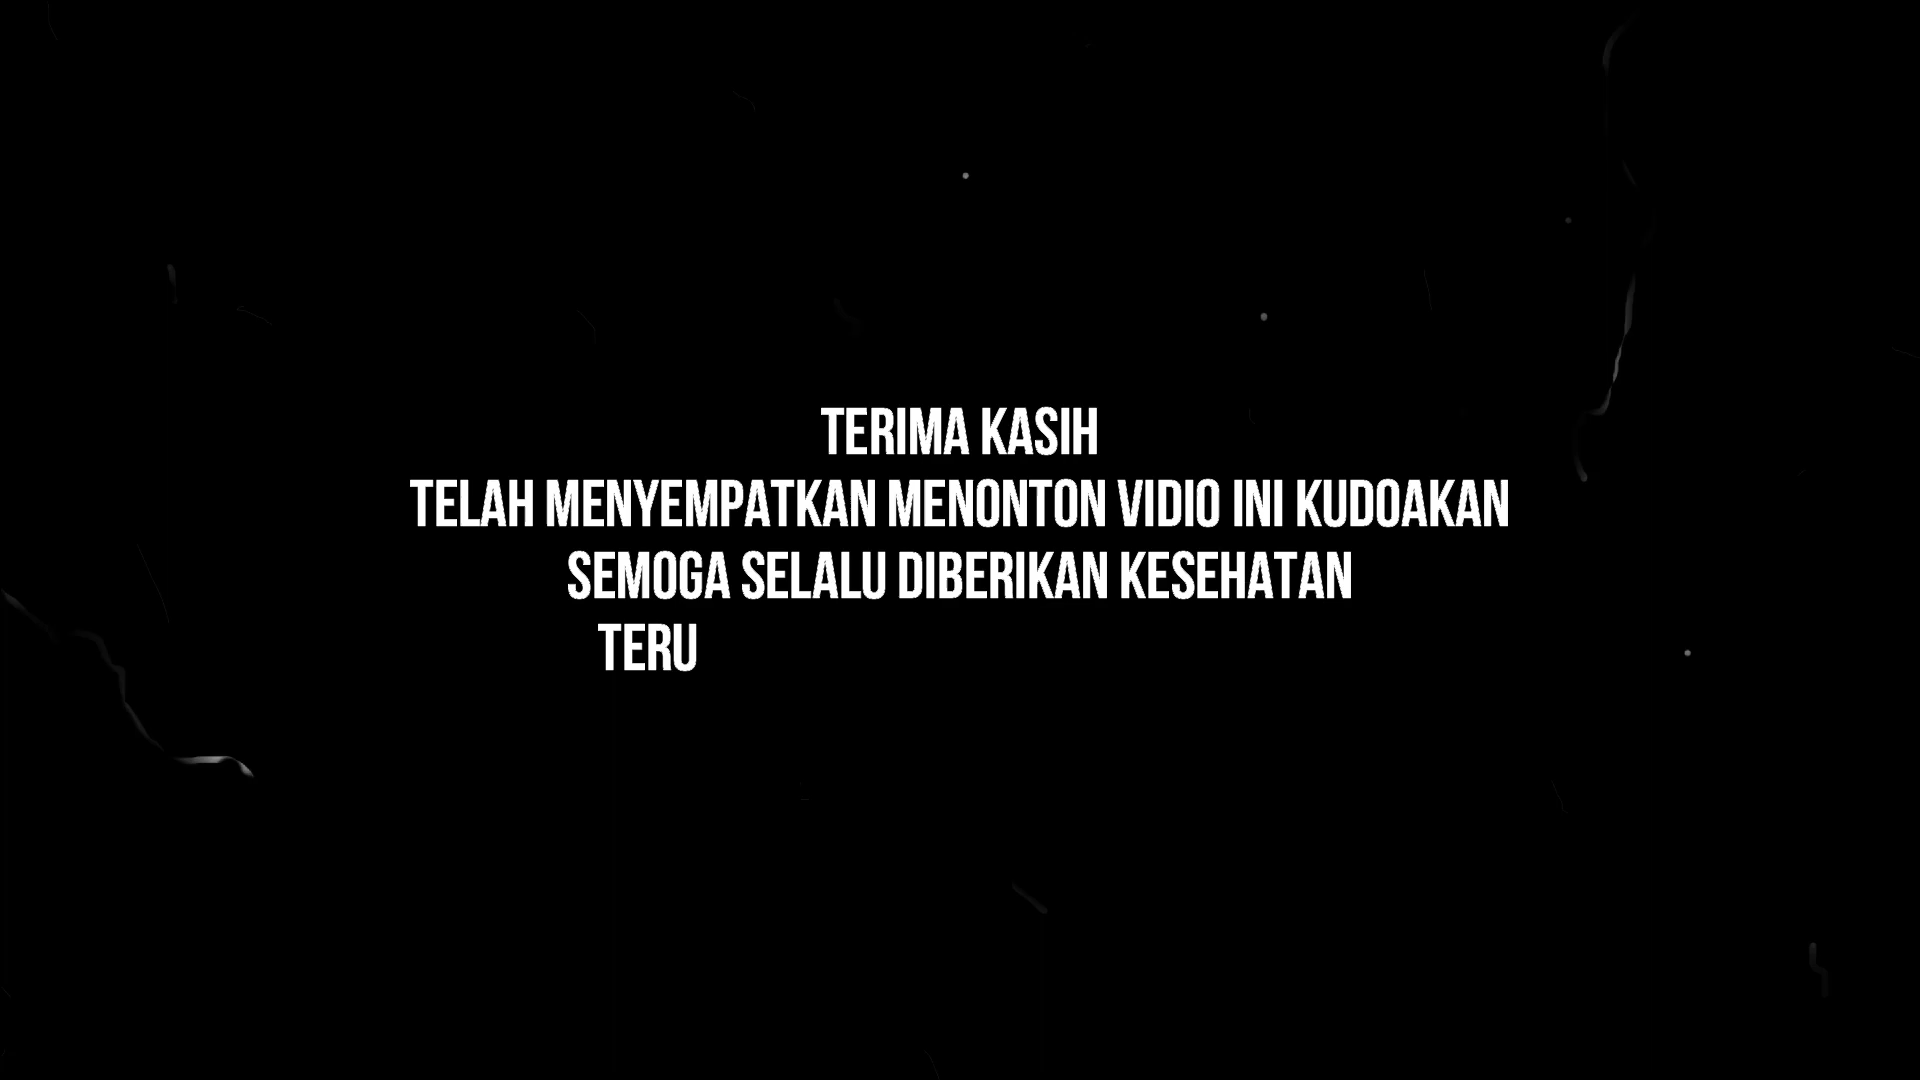 TERIMA KASIH
TELAH MENYEMPATKAN MENONTON VIDIO INI KUDOAKAN
SEMOGA SELALU DIBERIKAN KESEHATAN
TERU